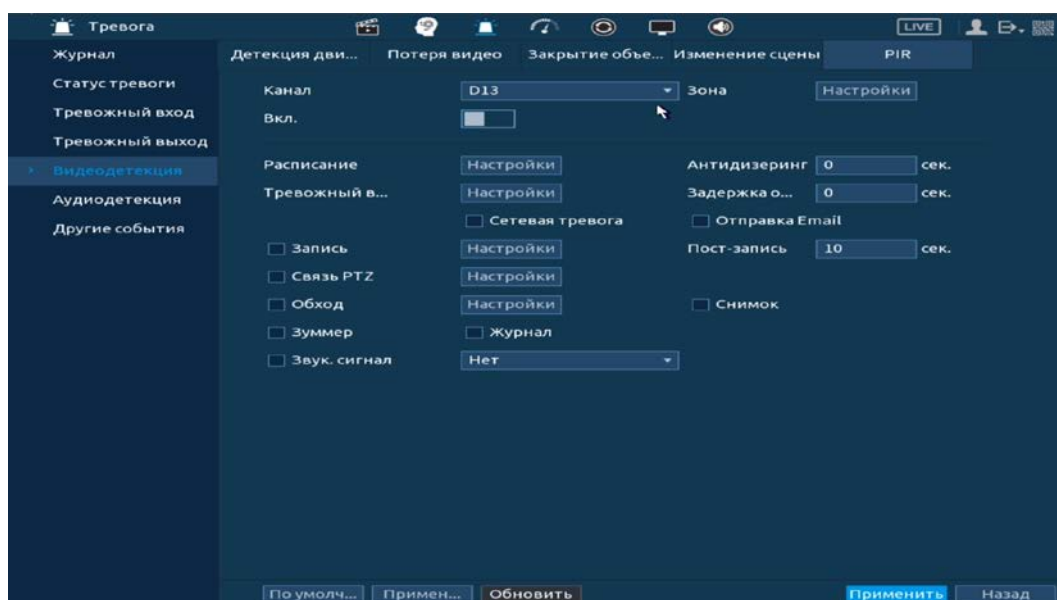 Тревога LIVE
Журнал
Статус тревоги
Тревожный вход
Тревожный выход
Видеодетекция
Аудиодетекция
Другие события
Детекция дви... Потеря видео Закрытие объе... Изменение сцены PIR
Канал D13 Зона Настройки
Вкл.
Расписание Настройки Антидизеринг 0 сек.
Тревожный в... Настройки Задержка о... 0 сек.
Сетевая тревога Отправка Email
Запись Настройки Пост-запись 10 сек.
Связь PTZ Настройки
Обход Настройки Снимок
Зуммер Журнал
Звук. сигнал Нет
По умолч... Примен... Обновить Применить Назад